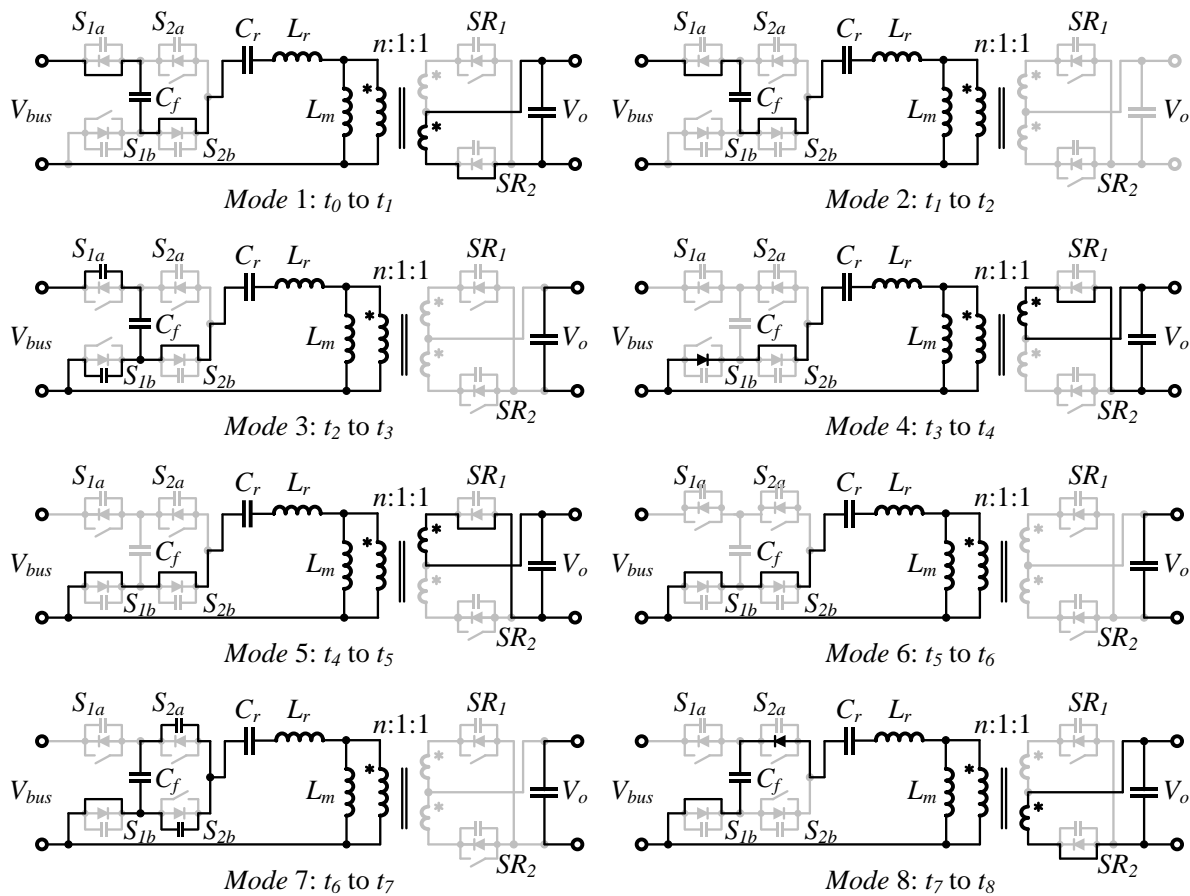 S1a S2a Cr Lr n:1:1 SR1
Vbus Cf Lm * * Vo
S1b S2b SR2
Mode 1: t0 to t1
S1a S2a Cr Lr n:1:1 SR1
Vbus Cf Lm * * * Vo
S1b S2b SR2
Mode 2: t1 to t2
S1a S2a Cr Lr n:1:1 SR1
Vbus Cf Lm * * * Vo
S1b S2b SR2
Mode 3: t2 to t3
S1a S2a Cr Lr n:1:1 SR1
Vbus Cf Lm * * * Vo
S1b S2b SR2
Mode 4: t3 to t4
S1a S2a Cr Lr n:1:1 SR1
Vbus Cf Lm * * * Vo
S1b S2b SR2
Mode 5: t4 to t5
S1a S2a Cr Lr n:1:1 SR1
Vbus Cf Lm * * * Vo
S1b S2b SR2
Mode 6: t5 to t6
S1a S2a Cr Lr n:1:1 SR1
Vbus Cf Lm * * * Vo
S1b S2b SR2
Mode 7: t6 to t7
S1a S2a Cr Lr n:1:1 SR1
Vbus Cf Lm * * * Vo
S1b S2b SR2
Mode 8: t7 to t8